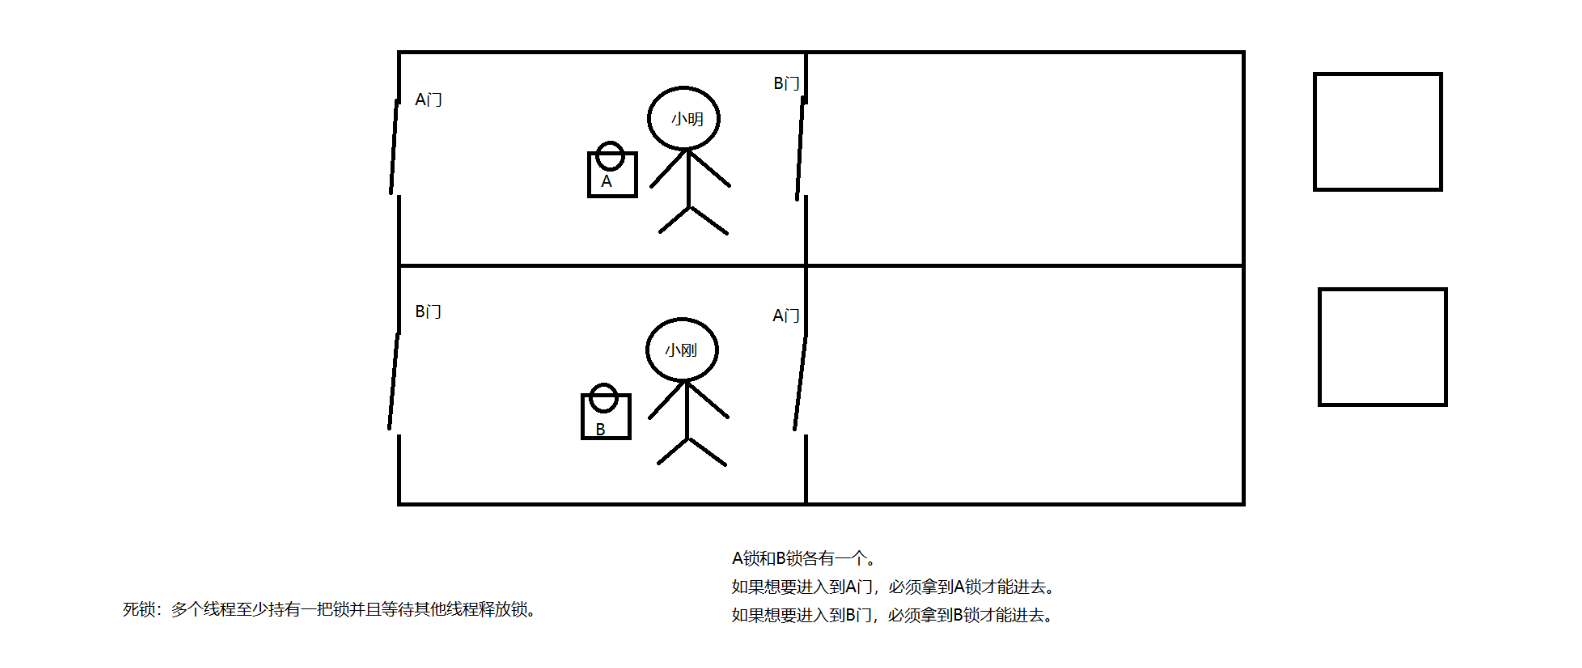 A门
小明
B门
A
B门
小刚
A门
B
A锁和B锁各有一个。
如果想要进入到A门，必须拿到A锁才能进去。
如果想要进入到B门，必须拿到B锁才能进去。
死锁：多个线程至少持有一把锁并且等待其他线程释放锁。